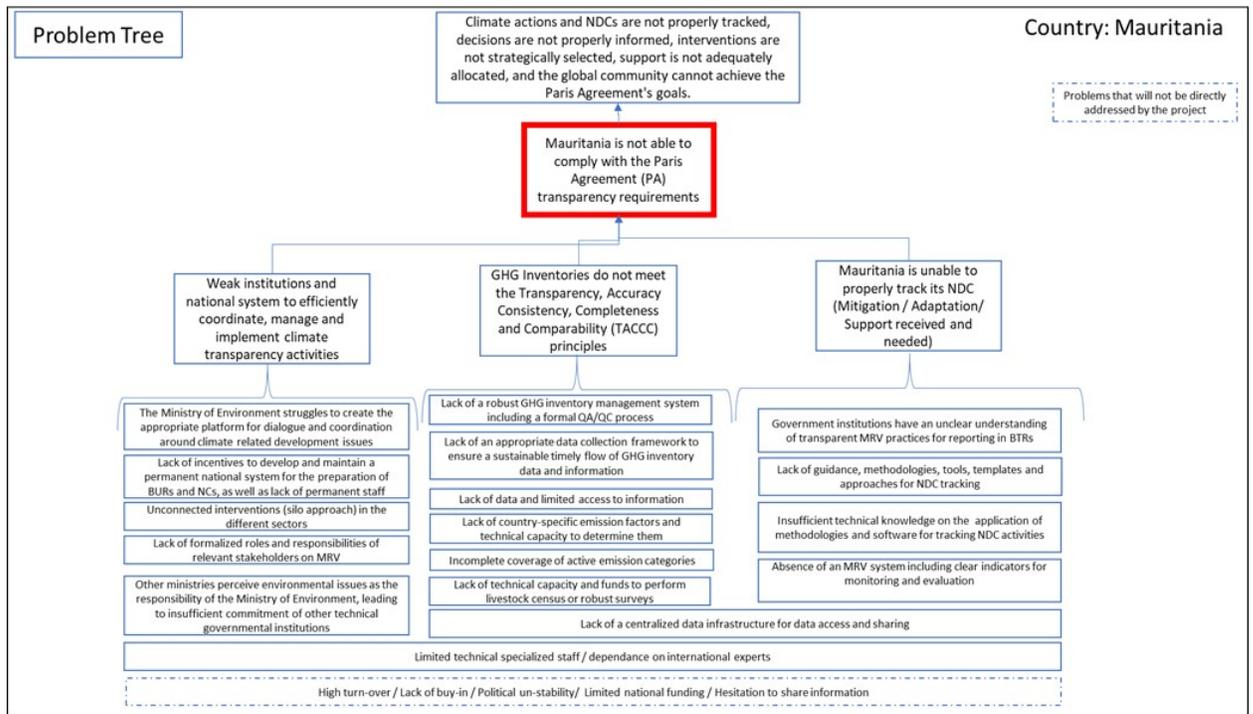 Problem Tree
Country: Mauritania
Climate actions and NDCs are not properly tracked,
decisions are not properly informed, interventions are
not strategically selected, support is not adequately
allocated, and the global community cannot achieve the
Paris Agreement's goals.
Problems that will not be directly
addressed by the project
Mauritania is not able to
comply with the Paris
Agreement (PA)
transparency requirements
Weak institutions and
national system to efficiently
coordinate, manage and
implement climate
transparency activities
GHG Inventories do not meet
the Transparency, Accuracy
Consistency, Completeness
and Comparability (TACCC)
principles
Mauritania is unable to
properly track its NDC
(Mitigation / Adaptation/
Support received and
needed)
The Ministry of Environment struggles to create the
appropriate platform for dialogue and coordination
around climate related development issues
Lack of incentives to develop and maintain a
permanent national system for the preparation of
BURs and NCs, as well as lack of permanent staff
Unconnected interventions (silo approach) in the
different sectors
Lack of formalized roles and responsibilities of
relevant stakeholders on MRV
Other ministries perceive environmental issues as the
responsibility of the Ministry of Environment, leading
to insufficient commitment of other technical
governmental institutions
Lack of a robust GHG inventory management system
including a formal QA/QC process
Lack of an appropriate data collection framework to
ensure a sustainable timely flow of GHG inventory
data and information
Lack of data and limited access to information
Lack of country-specific emission factors and
technical capacity to determine them
Incomplete coverage of active emission categories
Lack of technical capacity and funds to perform
livestock census or robust surveys
Government institutions have an unclear understanding
of transparent MRV practices for reporting in BTRs
Lack of guidance, methodologies, tools, templates and
approaches for NDC tracking
Insufficient technical knowledge on the application of
methodologies and software for tracking NDC activities
Absence of an MRV system including clear indicators for
monitoring and evaluation
Lack of a centralized data infrastructure for data access and sharing
Limited technical specialized staff / dependance on international experts
High turn-over / Lack of buy-in / Political un-stability/ Limited national funding / Hesitation to share information